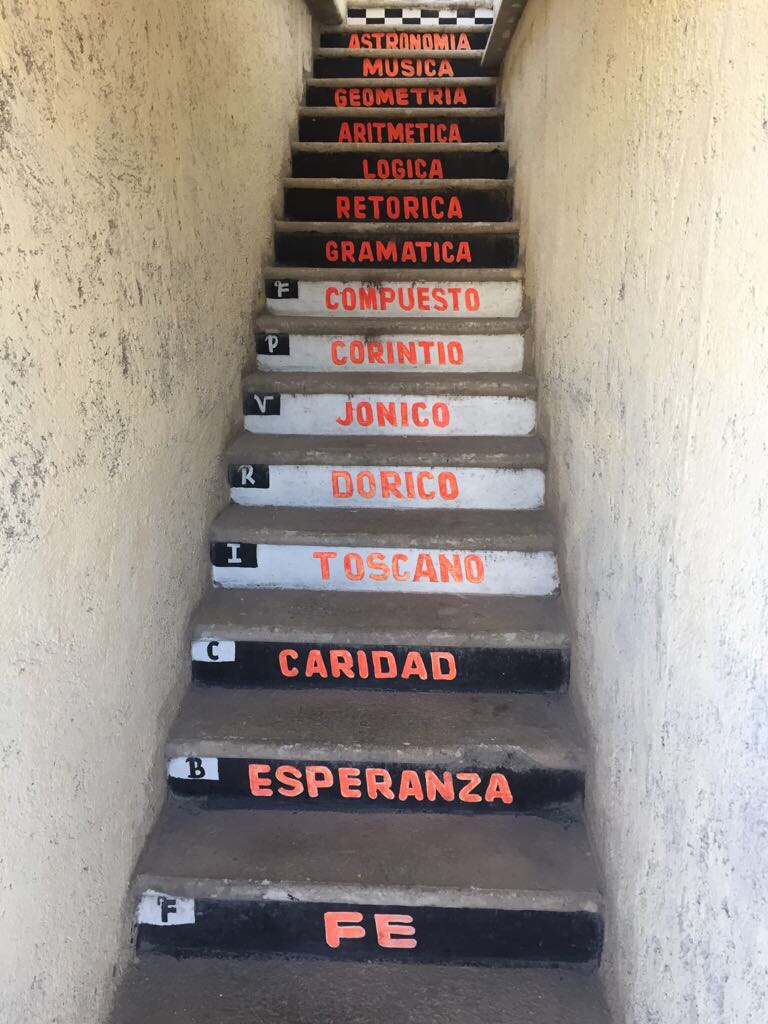 ASTRONOMIA
MUSICA
GEOMETRIA
ARITMETICA
LOGICA
RETORICA
GRAMATICA
F COMPUESTO
P CORINTIO
V JONICO
R DORICO
I TOSCANO
C CARIDAD
B ESPERANZA
F FE